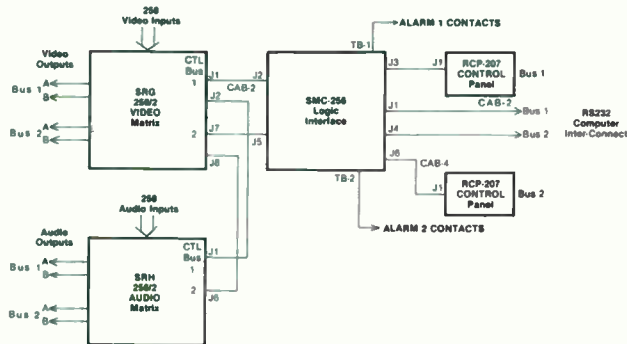 256
Video Inputs
Video
Outputs
A
Bus 1
B
A
Bus 2
B
SRG
256/2
VIDEO
Matrix
CTL
Bus
1
2
J1
J2
CAB-2
J2
J7
J5
J8
SMC-256
Logic
Interface
TB-1
ALARM 1 CONTACTS
J3
J1
RCP-207
CONTROL
Panel
Bus 1
J1
CAB-2
Bus 1
J4
Bus 2
RS232
Computer
Inter-Connect
J6
CAB-4
J1
RCP-207
CONTROL
Panel
Bus 2
TB-2
ALARM 2 CONTACTS
256
Audio Inputs
Audio
Outputs
A
Bus 1
B
A
Bus 2
B
SRH
256/2
AUDIO
Matrix
CTL
Bus
1
2
J1
J6